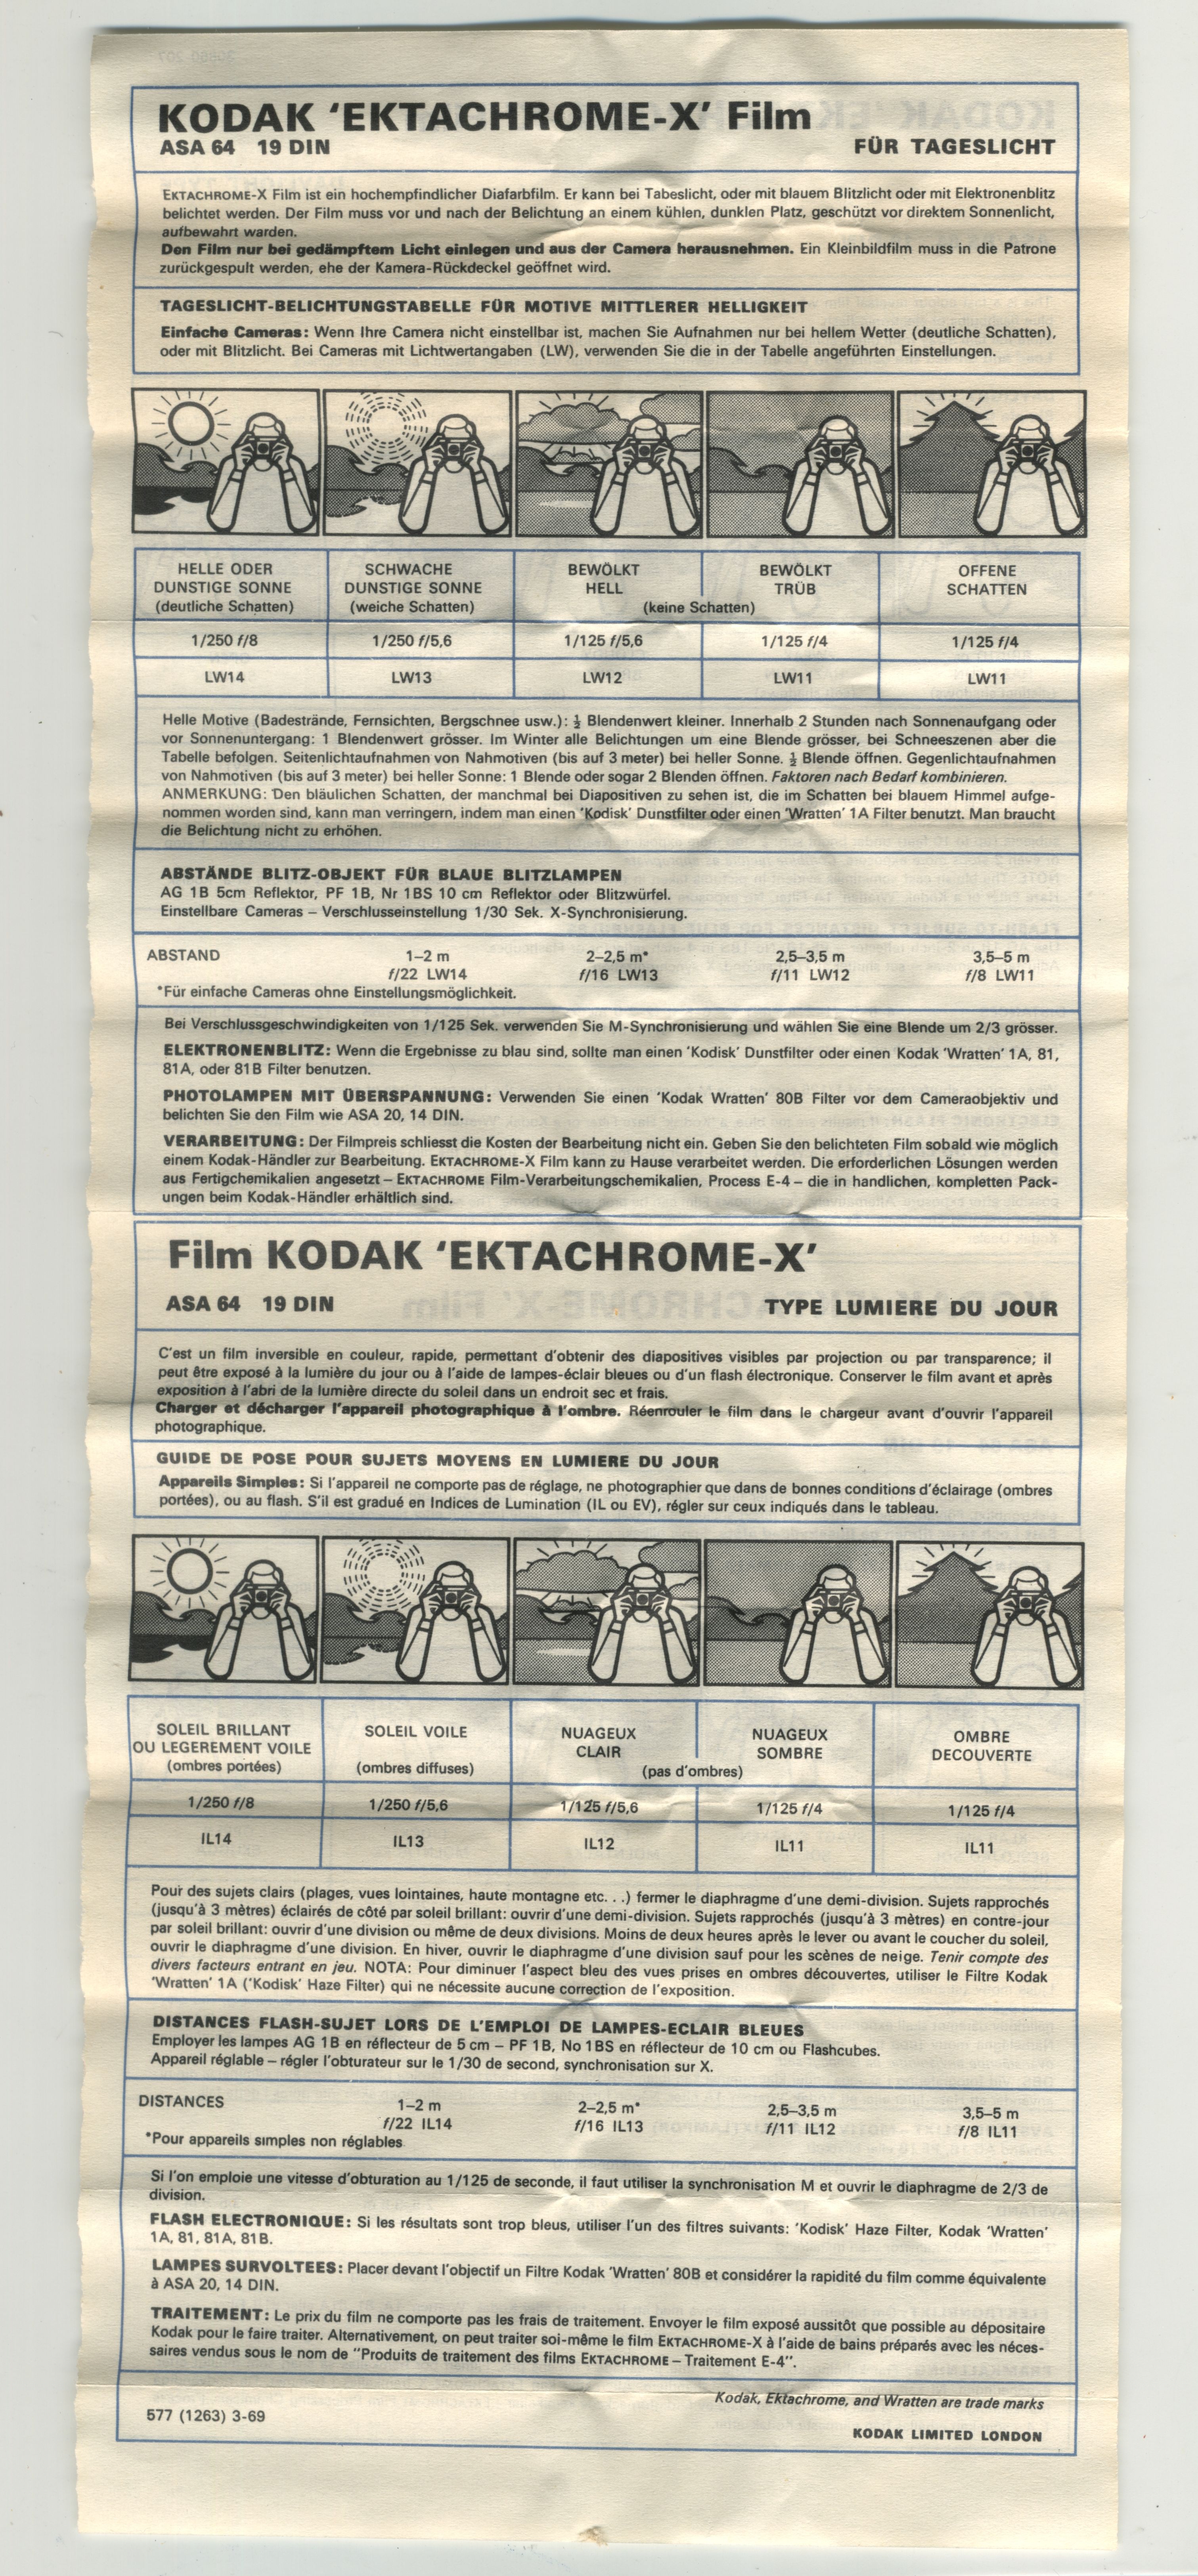 KODAK 'EKTACHROME-X' Film
ASA 64 19 DIN FÜR TAGESLICHT
EKTACHROME-X Film ist ein hochempfindlicher Diafarbfilm. Er kann bei Tabeslicht, oder mit blauem Blitzlicht oder mit Elektronenblitz
belichtet werden. Der Film muss vor und nach der Belichtung an einem kühlen, dunklen Platz, geschützt vor direktem Sonnenlicht,
aufbewahrt warden.
Den Film nur bei gedämpftem Licht einlegen und aus der Camera herausnehmen. Ein Kleinbildfilm muss in die Patrone
zurückgespult werden, ehe der Kamera-Rückdeckel geöffnet wird.
TAGESLICHT-BELICHTUNGSTABELLE FÜR MOTIVE MITTLERER HELLIGKEIT
Einfache Cameras: Wenn Ihre Camera nicht einstellbar ist, machen Sie Aufnahmen nur bei hellem Wetter (deutliche Schatten),
oder mit Blitzlicht. Bei Cameras mit Lichtwertangaben (LW), verwenden Sie die in der Tabelle angeführten Einstellungen.
HELLE ODER SCHWACHE BEWÖLKT BEWÖLKT OFFENE
DUNSTIGE SONNE DUNSTIGE SONNE HELL TRÜB SCHATTEN
(deutliche Schatten) (weiche Schatten) (keine Schatten)
1/250 f/8 1/250 f/5,6 1/125 f/5,6 1/125 f/4 1/125 f/4
LW14 LW13 LW12 LW11 LW11
Helle Motive (Badestrände, Fernsichten, Bergschnee usw.): ½ Blendenwert kleiner. Innerhalb 2 Stunden nach Sonnenaufgang oder
vor Sonnenuntergang: 1 Blendenwert grösser. Im Winter alle Belichtungen um eine Blende grösser, bei Schneeszenen aber die
Tabelle befolgen. Seitenlichtaufnahmen von Nahmotiven (bis auf 3 meter) bei heller Sonne. ½ Blende öffnen. Gegenlichtaufnahmen
von Nahmotiven (bis auf 3 meter) bei heller Sonne: 1 Blende oder sogar 2 Blenden öffnen. Faktoren nach Bedarf kombinieren.
ANMERKUNG: Den bläulichen Schatten, der manchmal bei Diapositiven zu sehen ist, die im Schatten bei blauem Himmel aufge-
nommen worden sind, kann man verringern, indem man einen 'Kodisk' Dunstfilter oder einen 'Wratten' 1A Filter benutzt. Man braucht
die Belichtung nicht zu erhöhen.
ABSTÄNDE BLITZ-OBJEKT FÜR BLAUE BLITZLAMPEN
AG 1B 5cm Reflektor, PF 1B, Nr 1BS 10 cm Reflektor oder Blitzwürfel.
Einstellbare Cameras – Verschlusseinstellung 1/30 Sek. X-Synchronisierung.
ABSTAND 1–2 m 2–2,5 m* 2,5–3,5 m 3,5–5 m
f/22 LW14 f/16 LW13 f/11 LW12 f/8 LW11
*Für einfache Cameras ohne Einstellungsmöglichkeit.
Bei Verschlussgeschwindigkeiten von 1/125 Sek. verwenden Sie M-Synchronisierung und wählen Sie eine Blende um 2/3 grösser.
ELEKTRONENBLITZ: Wenn die Ergebnisse zu blau sind, sollte man einen 'Kodisk' Dunstfilter oder einen Kodak 'Wratten' 1A, 81,
81A, oder 81B Filter benutzen.
PHOTOLAMPEN MIT ÜBERSPANNUNG: Verwenden Sie einen 'Kodak Wratten' 80B Filter vor dem Cameraobjektiv und
belichten Sie den Film wie ASA 20, 14 DIN.
VERARBEITUNG: Der Filmpreis schliesst die Kosten der Bearbeitung nicht ein. Geben Sie den belichteten Film sobald wie möglich
einem Kodak-Händler zur Bearbeitung. EKTACHROME-X Film kann zu Hause verarbeitet werden. Die erforderlichen Lösungen werden
aus Fertigchemikalien angesetzt – EKTACHROME Film-Verarbeitungschemikalien, Process E-4 – die in handlichen, kompletten Pack-
ungen beim Kodak-Händler erhältlich sind.
Film KODAK 'EKTACHROME-X'
ASA 64 19 DIN TYPE LUMIERE DU JOUR
C'est un film inversible en couleur, rapide, permettant d'obtenir des diapositives visibles par projection ou par transparence; il
peut être exposé à la lumière du jour ou à l'aide de lampes-éclair bleues ou d'un flash électronique. Conserver le film avant et après
exposition à l'abri de la lumière directe du soleil dans un endroit sec et frais.
Charger et décharger l'appareil photographique à l'ombre. Réenrouler le film dans le chargeur avant d'ouvrir l'appareil
photographique.
GUIDE DE POSE POUR SUJETS MOYENS EN LUMIERE DU JOUR
Appareils Simples: Si l'appareil ne comporte pas de réglage, ne photographier que dans de bonnes conditions d'éclairage (ombres
portées), ou au flash. S'il est gradué en Indices de Lumination (IL ou EV), régler sur ceux indiqués dans le tableau.
SOLEIL BRILLANT SOLEIL VOILE NUAGEUX NUAGEUX OMBRE
OU LEGEREMENT VOILE CLAIR SOMBRE DECOUVERTE
(ombres portées) (ombres diffuses) (pas d'ombres)
1/250 f/8 1/250 f/5,6 1/125 f/5,6 1/125 f/4 1/125 f/4
IL14 IL13 IL12 IL11 IL11
Pour des sujets clairs (plages, vues lointaines, haute montagne etc. . .) fermer le diaphragme d'une demi-division. Sujets rapprochés
(jusqu'à 3 mètres) éclairés de côté par soleil brillant: ouvrir d'une demi-division. Sujets rapprochés (jusqu'à 3 mètres) en contre-jour
par soleil brillant: ouvrir d'une division ou même de deux divisions. Moins de deux heures après le lever ou avant le coucher du soleil,
ouvrir le diaphragme d'une division. En hiver, ouvrir le diaphragme d'une division sauf pour les scènes de neige. Tenir compte des
divers facteurs entrant en jeu. NOTA: Pour diminuer l'aspect bleu des vues prises en ombres découvertes, utiliser le Filtre Kodak
'Wratten' 1A ('Kodisk' Haze Filter) qui ne nécessite aucune correction de l'exposition.
DISTANCES FLASH-SUJET LORS DE L'EMPLOI DE LAMPES-ECLAIR BLEUES
Employer les lampes AG 1B en réflecteur de 5 cm – PF 1B, No 1BS en réflecteur de 10 cm ou Flashcubes.
Appareil réglable – régler l'obturateur sur le 1/30 de second, synchronisation sur X.
DISTANCES 1–2 m 2–2,5 m* 2,5–3,5 m 3,5–5 m
f/22 IL14 f/16 IL13 f/11 IL12 f/8 IL11
*Pour appareils simples non réglables
Si l'on emploie une vitesse d'obturation au 1/125 de seconde, il faut utiliser la synchronisation M et ouvrir le diaphragme de 2/3 de
division.
FLASH ELECTRONIQUE: Si les résultats sont trop bleus, utiliser l'un des filtres suivants: 'Kodisk' Haze Filter, Kodak 'Wratten'
1A, 81, 81A, 81B.
LAMPES SURVOLTEES: Placer devant l'objectif un Filtre Kodak 'Wratten' 80B et considérer la rapidité du film comme équivalente
à ASA 20, 14 DIN.
TRAITEMENT: Le prix du film ne comporte pas les frais de traitement. Envoyer le film exposé aussitôt que possible au dépositaire
Kodak pour le faire traiter. Alternativement, on peut traiter soi-même le film EKTACHROME-X à l'aide de bains préparés avec les néces-
saires vendus sous le nom de "Produits de traitement des films EKTACHROME – Traitement E-4".
Kodak, Ektachrome, and Wratten are trade marks
577 (1263) 3-69
KODAK LIMITED LONDON